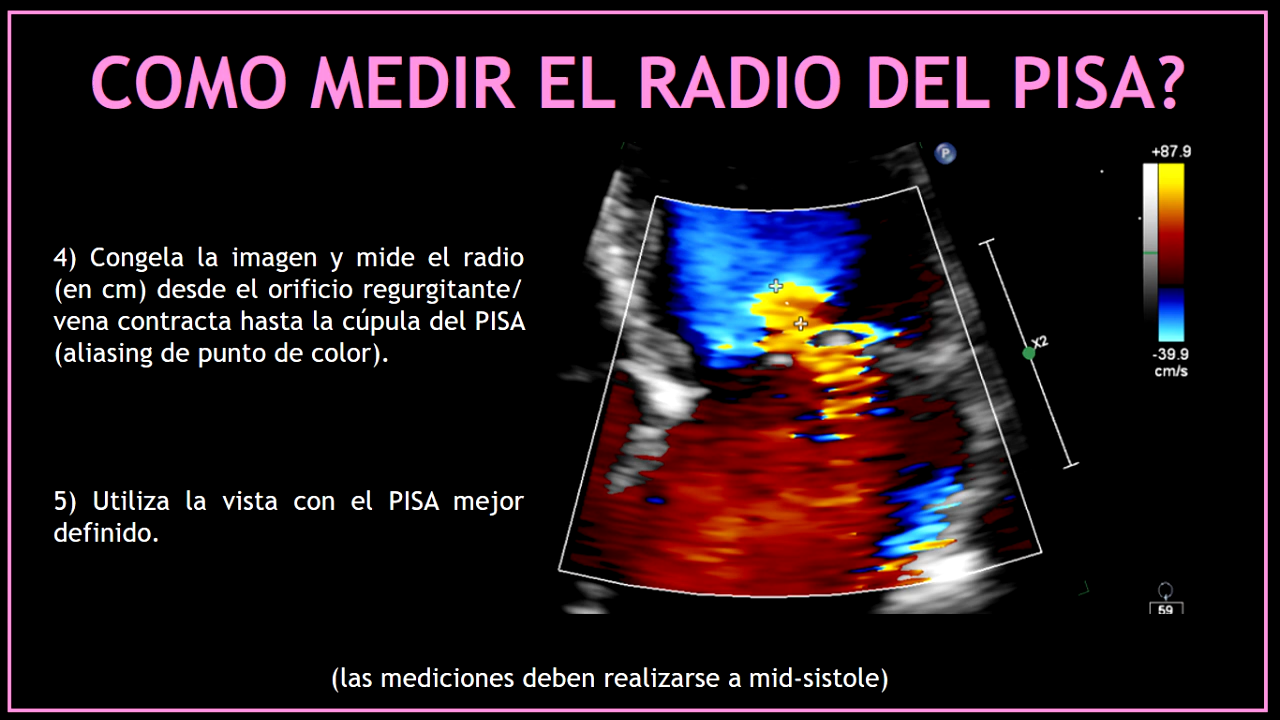 COMO MEDIR EL RADIO DEL PISA?
P
+87.9
4) Congela la imagen y mide el radio
(en cm) desde el orificio regurgitante/
vena contracta hasta la cúpula del PISA
(aliasing de punto de color).
X2
-39.9
cm/s
5) Utiliza la vista con el PISA mejor
definido.
59
(las mediciones deben realizarse a mid-sistole)